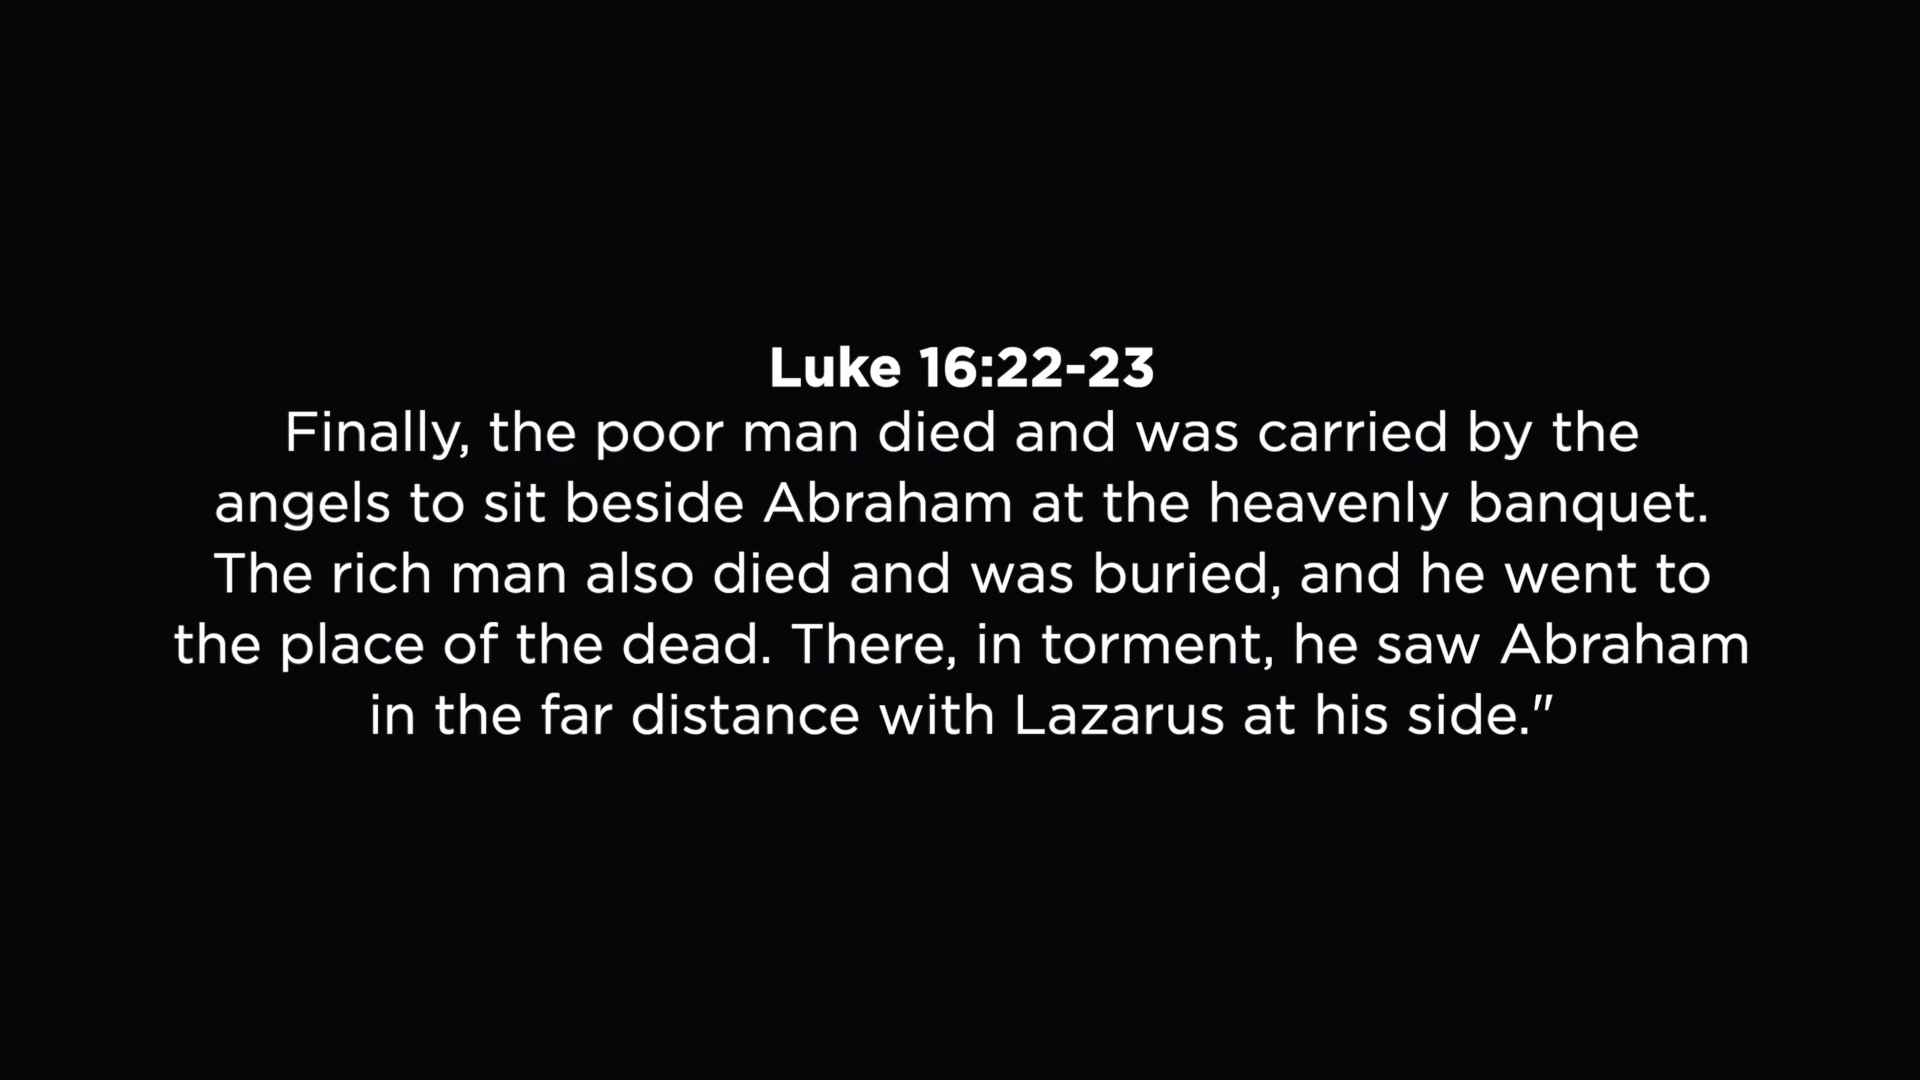 Luke 16:22-23
Finally, the poor man died and was carried by the
angels to sit beside Abraham at the heavenly banquet.
The rich man also died and was buried, and he went to
the place of the dead. There, in torment, he saw Abraham
in the far distance with Lazarus at his side."